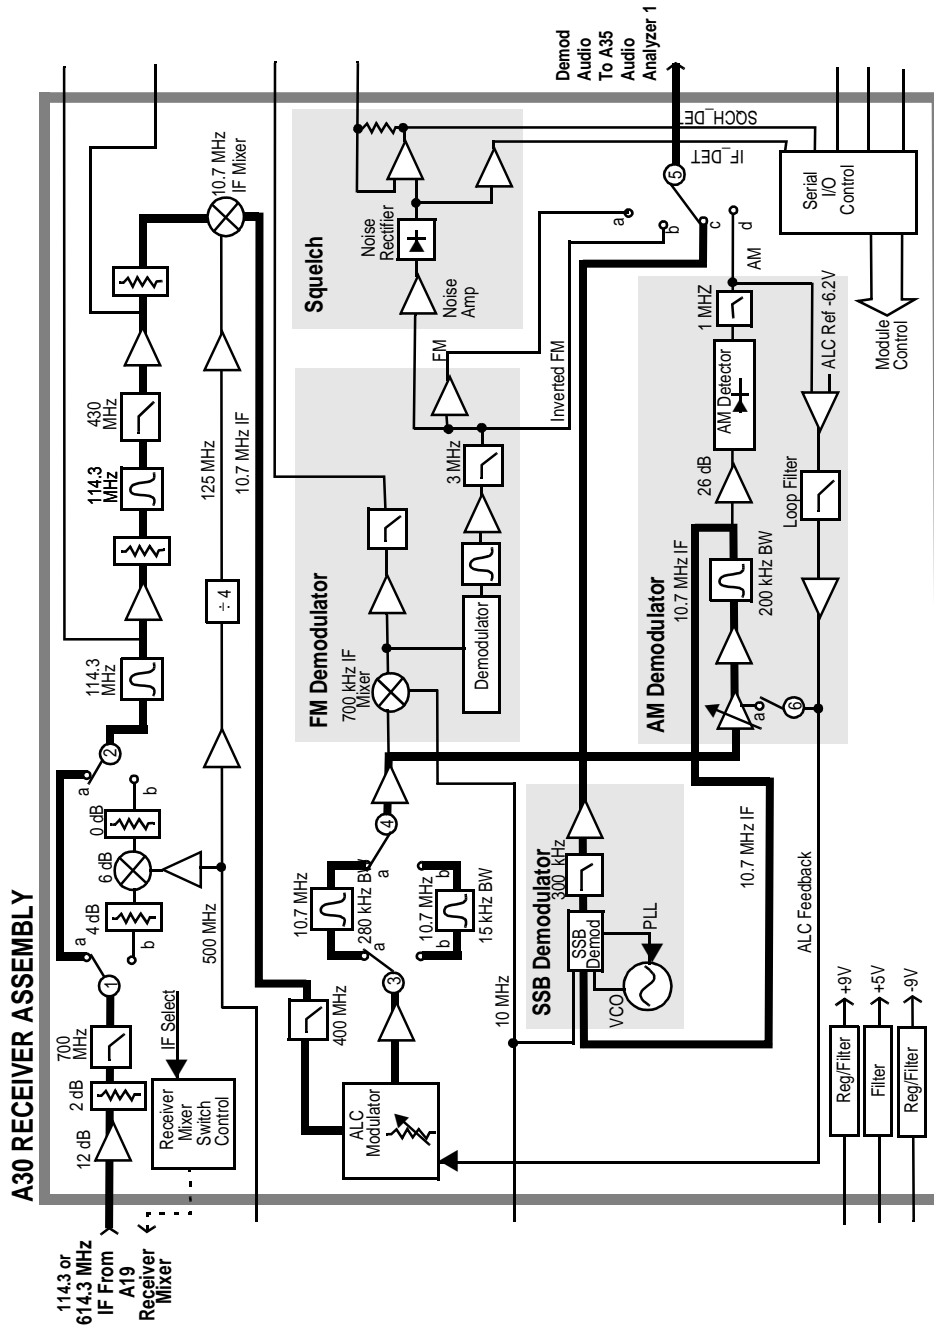 A30 RECEIVER ASSEMBLY
114.3 or
614.3 MHz
IF From
A19
Receiver
Mixer
12 dB
2 dB
700
MHz
1
a
b
4 dB
6 dB
0 dB
a
b
2
114.3
MHz
114.3
MHz
430
MHz
10.7 MHz
IF Mixer
Receiver
Mixer
Switch
Control
IF Select
500 MHz
÷ 4
125 MHz
10.7 MHz IF
400 MHz
ALC
Modulator
3
a
b
10.7 MHz
280 kHz BW
10.7 MHz
15 kHz BW
a
b
4
FM Demodulator
700 kHz IF
Mixer
Demodulator
3 MHz
FM
Inverted FM
Squelch
Noise
Amp
Noise
Rectifier
SQCH_DET
IF_DET
Demod
Audio
To A35
Audio
Analyzer 1
5
a
b
c
d
AM
10 MHz
SSB Demodulator
SSB
Demod
300 kHz
VCO
PLL
10.7 MHz IF
AM Demodulator
10.7 MHz IF
200 kHz BW
26 dB
AM Detector
1 MHZ
a
6
Loop Filter
ALC Ref -6.2V
ALC Feedback
Serial
I/O
Control
Module
Control
Reg/Filter
+9V
Filter
+5V
Reg/Filter
-9V